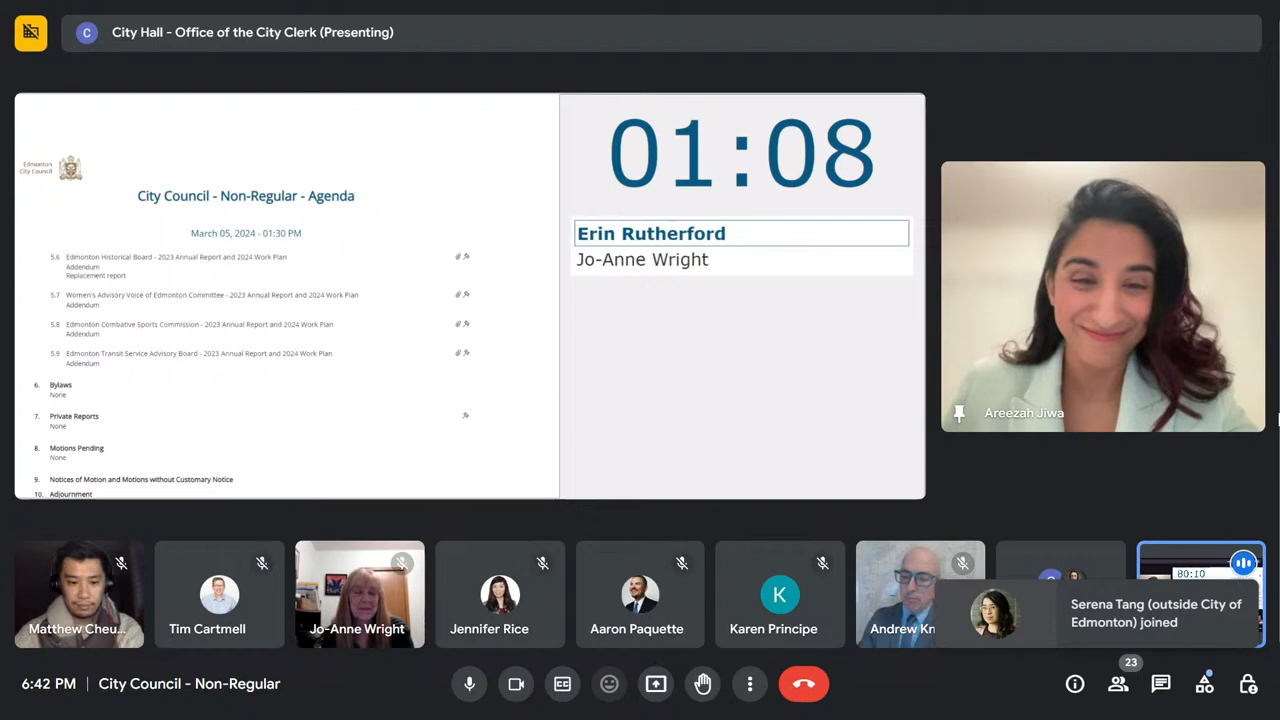 C
City Hall - Office of the City Clerk (Presenting)
Edmonton
City Council
City Council - Non-Regular - Agenda
March 05, 2024 - 01:30 PM
5.6 Edmonton Historical Board - 2023 Annual Report and 2024 Work Plan
Addendum
Replacement report
5.7 Women's Advisory Voice of Edmonton Committee - 2023 Annual Report and 2024 Work Plan
Addendum
5.8 Edmonton Combative Sports Commission - 2023 Annual Report and 2024 Work Plan
Addendum
5.9 Edmonton Transit Service Advisory Board - 2023 Annual Report and 2024 Work Plan
Addendum
6. Bylaws
None
7. Private Reports
None
8. Motions Pending
None
9. Notices of Motion and Motions without Customary Notice
10. Adjournment
01:08
Erin Rutherford
Jo-Anne Wright
Areezah Jiwa
Matthew Cheu...
Tim Cartmell
Jo-Anne Wright
Jennifer Rice
Aaron Paquette
K
Karen Principe
Andrew Kn
80:10
Serena Tang (outside City of
Edmonton) joined
6:42 PM | City Council - Non-Regular
CC
23